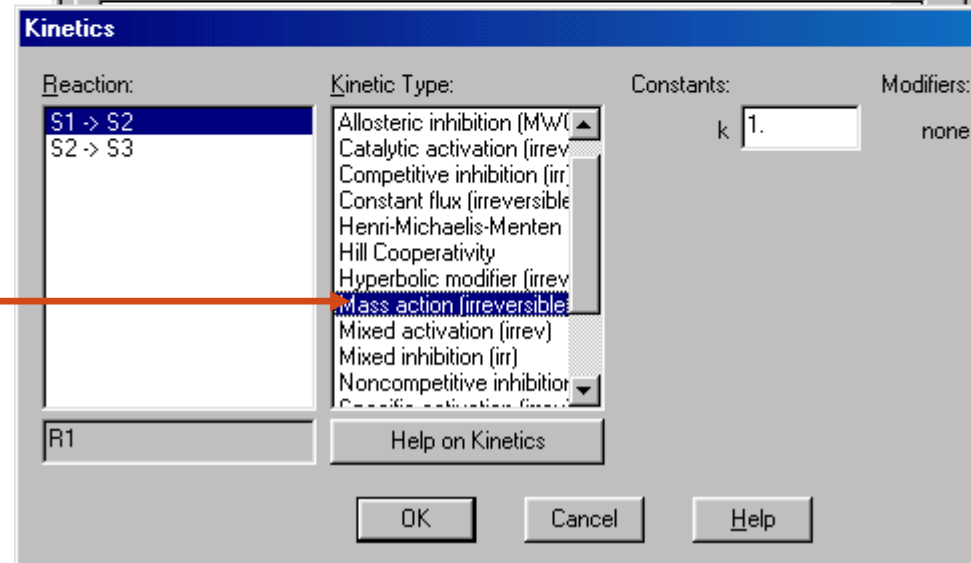 Kinetics
Reaction:
S1 -> S2
S2 -> S3
R1
Kinetic Type:
Allosteric inhibition (MW
Catalytic activation (irrev
Competitive inhibition (irr)
Constant flux (irreversible
Henri-Michaelis-Menten
Hill Cooperativity
Hyperbolic modifier (irrev
Mass action (irreversible
Mixed activation (irrev)
Mixed inhibition (irr)
Noncompetitive inhibition
Help on Kinetics
Constants:
k 1.
Modifiers:
none
OK Cancel Help